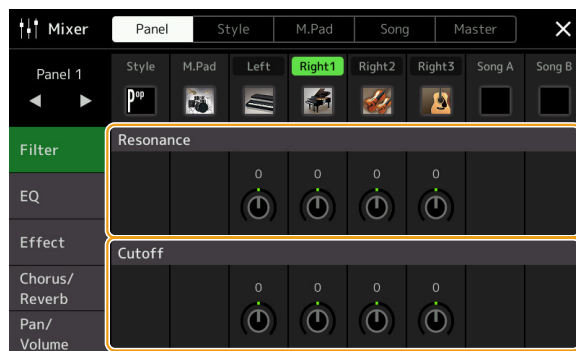 Mixer
Panel
Style
M.Pad
Song
Master
Panel 1
Style
M.Pad
Left
Right1
Right2
Right3
Song A
Song B
Pop
Filter
EQ
Effect
Chorus/
Reverb
Pan/
Volume
Resonance
0
0
0
0
Cutoff
0
0
0
0